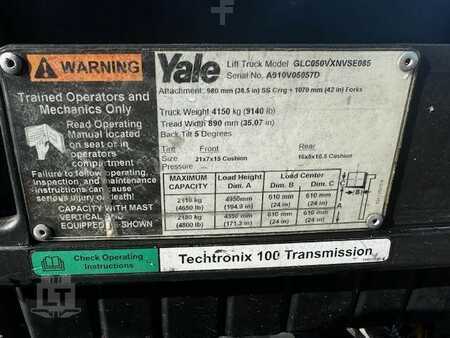 WARNING
Trained Operators and
Mechanics Only
Read Operating
Manual located
on seat or in
operators
compartment
Failure to follow operating,
inspection, and maintenance
instructions can cause
serious injury or death!
CAPACITY WITH MAST
VERTICAL AND
EQUIPPED AS SHOWN
Yale
Lift Truck Model GLC050VXNVSE085
Serial No. A910V05057D
Attachment: 980 mm (38.5 in) SS Crrg + 1070 mm (42 in) Forks
Truck Weight 4150 kg (9140 lb)
Tread Width 890 mm (35.07 in)
Back Tilt 5 Degrees
Tire Front Rear
Size 21x7x15 Cushion 16x5x10.5 Cushion
Pressure
MAXIMUM CAPACITY Load Height Dim. A Load Center Dim. B Dim. C
2110 kg 4950mm 610 mm 610 mm
(4650 lb) (194.9 in) (24 in) (24 in)
2180 kg 4350 mm 610 mm 610 mm
(4800 lb) (171.3 in) (24 in) (24 in)
Check Operating
Instructions
Techtronix 100 Transmission
LT